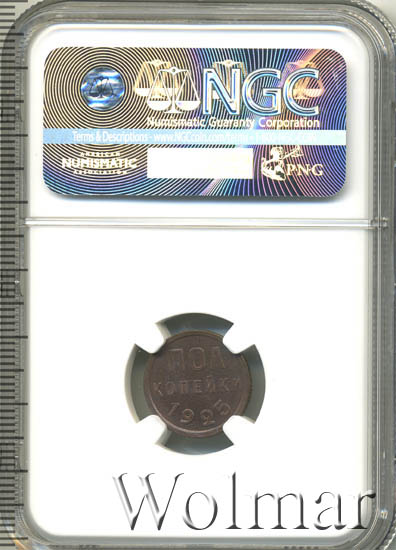 NGC
Numismatic Guaranty Corporation
NUMISMATIC
PNG
ПОЛ
КОПЕЙКИ
1925
Wolmar